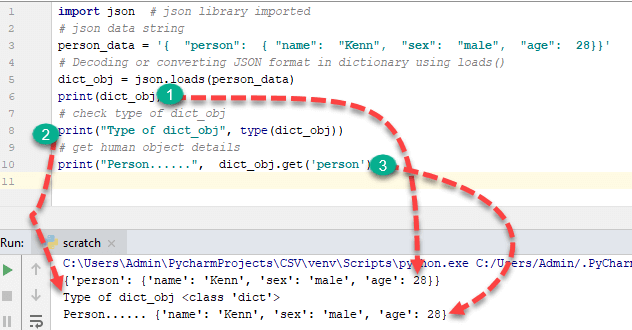 1 import json # json library imported
2 # json data string
3 person_data = '{ "person": { "name": "Kenn", "sex": "male", "age": 28}}'
4 # Decoding or converting JSON format in dictionary using loads()
5 dict_obj = json.loads(person_data)
6 print(dict_obj) 1
7 # check type of dict_obj
8 2 print("Type of dict_obj", type(dict_obj))
9 # get human object details
10 print("Person......", dict_obj.get('person') 3
11
Run: scratch ×
C:\Users\Admin\PycharmProjects\CSV\venv\Scripts\python.exe C:/Users/Admin/.PyChar
{'person': {'name': 'Kenn', 'sex': 'male', 'age': 28}}
Type of dict_obj <class 'dict'>
Person...... {'name': 'Kenn', 'sex': 'male', 'age': 28}